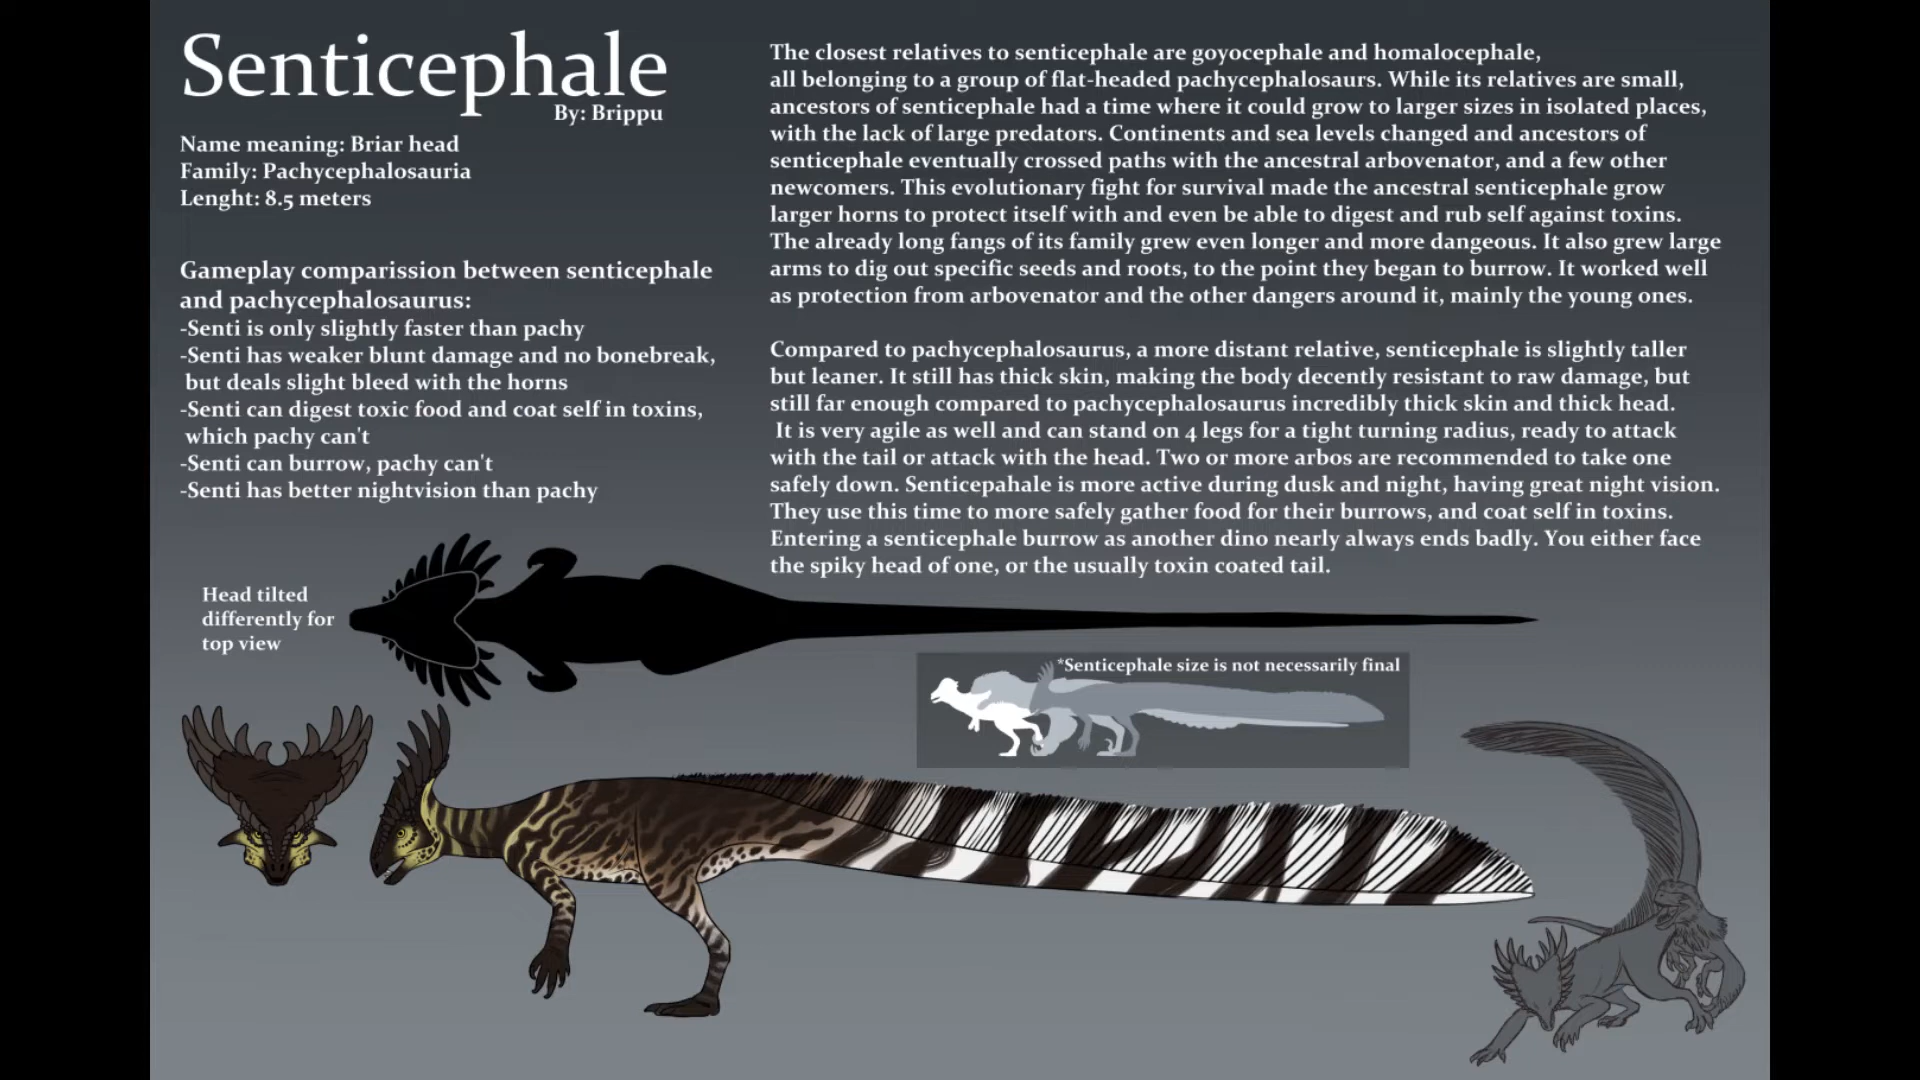 Senticephale
By: Brippu
Name meaning: Briar head
Family: Pachycephalosauria
Lenght: 8.5 meters
Gameplay comparission between senticephale
and pachycephalosaurus:
-Senti is only slightly faster than pachy
-Senti has weaker blunt damage and no bonebreak,
but deals slight bleed with the horns
-Senti can digest toxic food and coat self in toxins,
which pachy can't
-Senti can burrow, pachy can't
-Senti has better nightvision than pachy
The closest relatives to senticephale are goyocephale and homalocephale,
all belonging to a group of flat-headed pachycephalosaurs. While its relatives are small,
ancestors of senticephale had a time where it could grow to larger sizes in isolated places,
with the lack of large predators. Continents and sea levels changed and ancestors of
senticephale eventually crossed paths with the ancestral arbovenator, and a few other
newcomers. This evolutionary fight for survival made the ancestral senticephale grow
larger horns to protect itself with and even be able to digest and rub self against toxins.
The already long fangs of its family grew even longer and more dangeous. It also grew large
arms to dig out specific seeds and roots, to the point they began to burrow. It worked well
as protection from arbovenator and the other dangers around it, mainly the young ones.
Compared to pachycephalosaurus, a more distant relative, senticephale is slightly taller
but leaner. It still has thick skin, making the body decently resistant to raw damage, but
still far enough compared to pachycephalosaurus incredibly thick skin and thick head.
It is very agile as well and can stand on 4 legs for a tight turning radius, ready to attack
with the tail or attack with the head. Two or more arbos are recommended to take one
safely down. Senticepahale is more active during dusk and night, having great night vision.
They use this time to more safely gather food for their burrows, and coat self in toxins.
Entering a senticephale burrow as another dino nearly always ends badly. You either face
the spiky head of one, or the usually toxin coated tail.
Head tilted
differently for
top view
*Senticephale size is not necessarily final